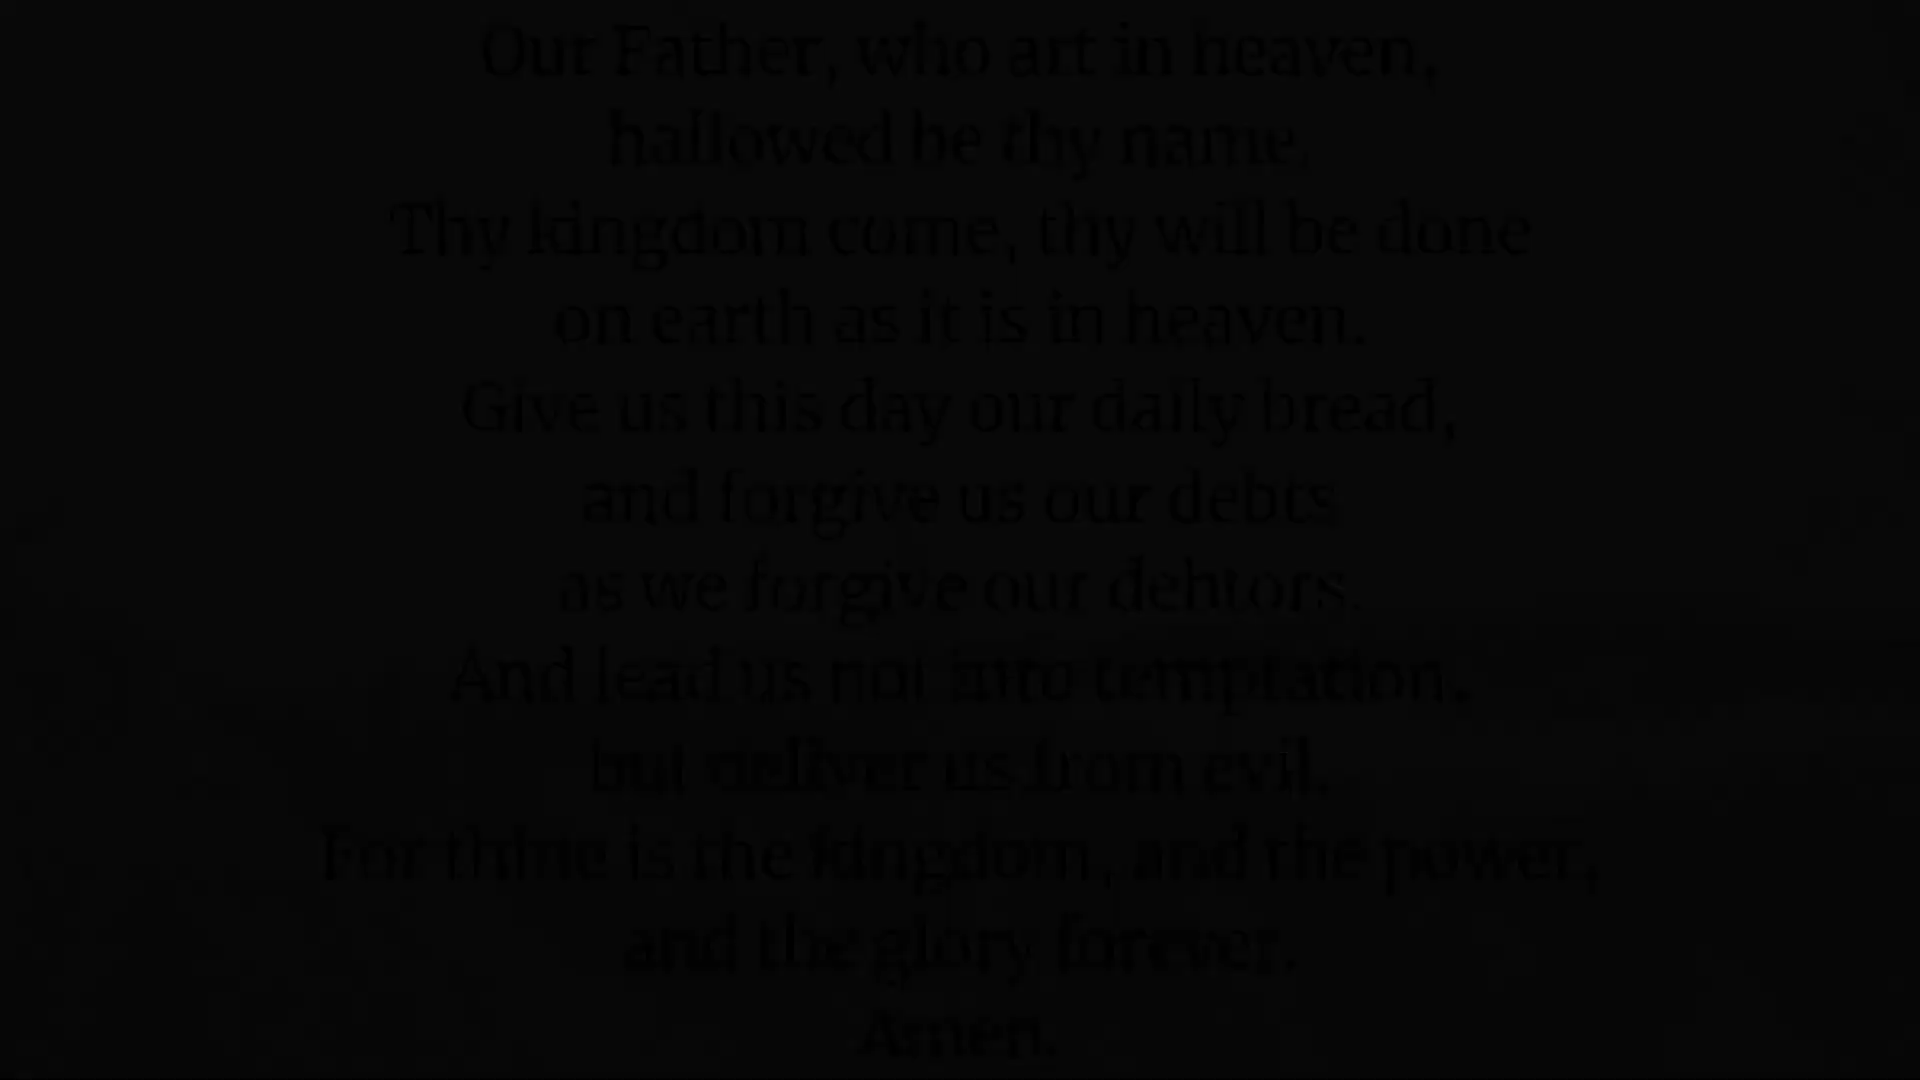 Our Father, who art in heaven,
hallowed be thy name.
Thy kingdom come, thy will be done
on earth as it is in heaven.
Give us this day our daily bread,
and forgive us our debts
as we forgive our debtors.
And lead us not into temptation,
but deliver us from evil.
For thine is the kingdom, and the power,
and the glory forever.
Amen.